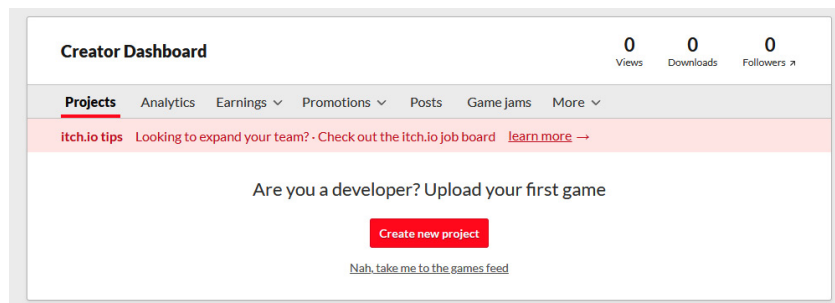 Creator Dashboard
0 0 0
Views Downloads Followers ↗
Projects Analytics Earnings Promotions Posts Game jams More
itch.io tips Looking to expand your team? · Check out the itch.io job board learn more →
Are you a developer? Upload your first game
Create new project
Nah, take me to the games feed